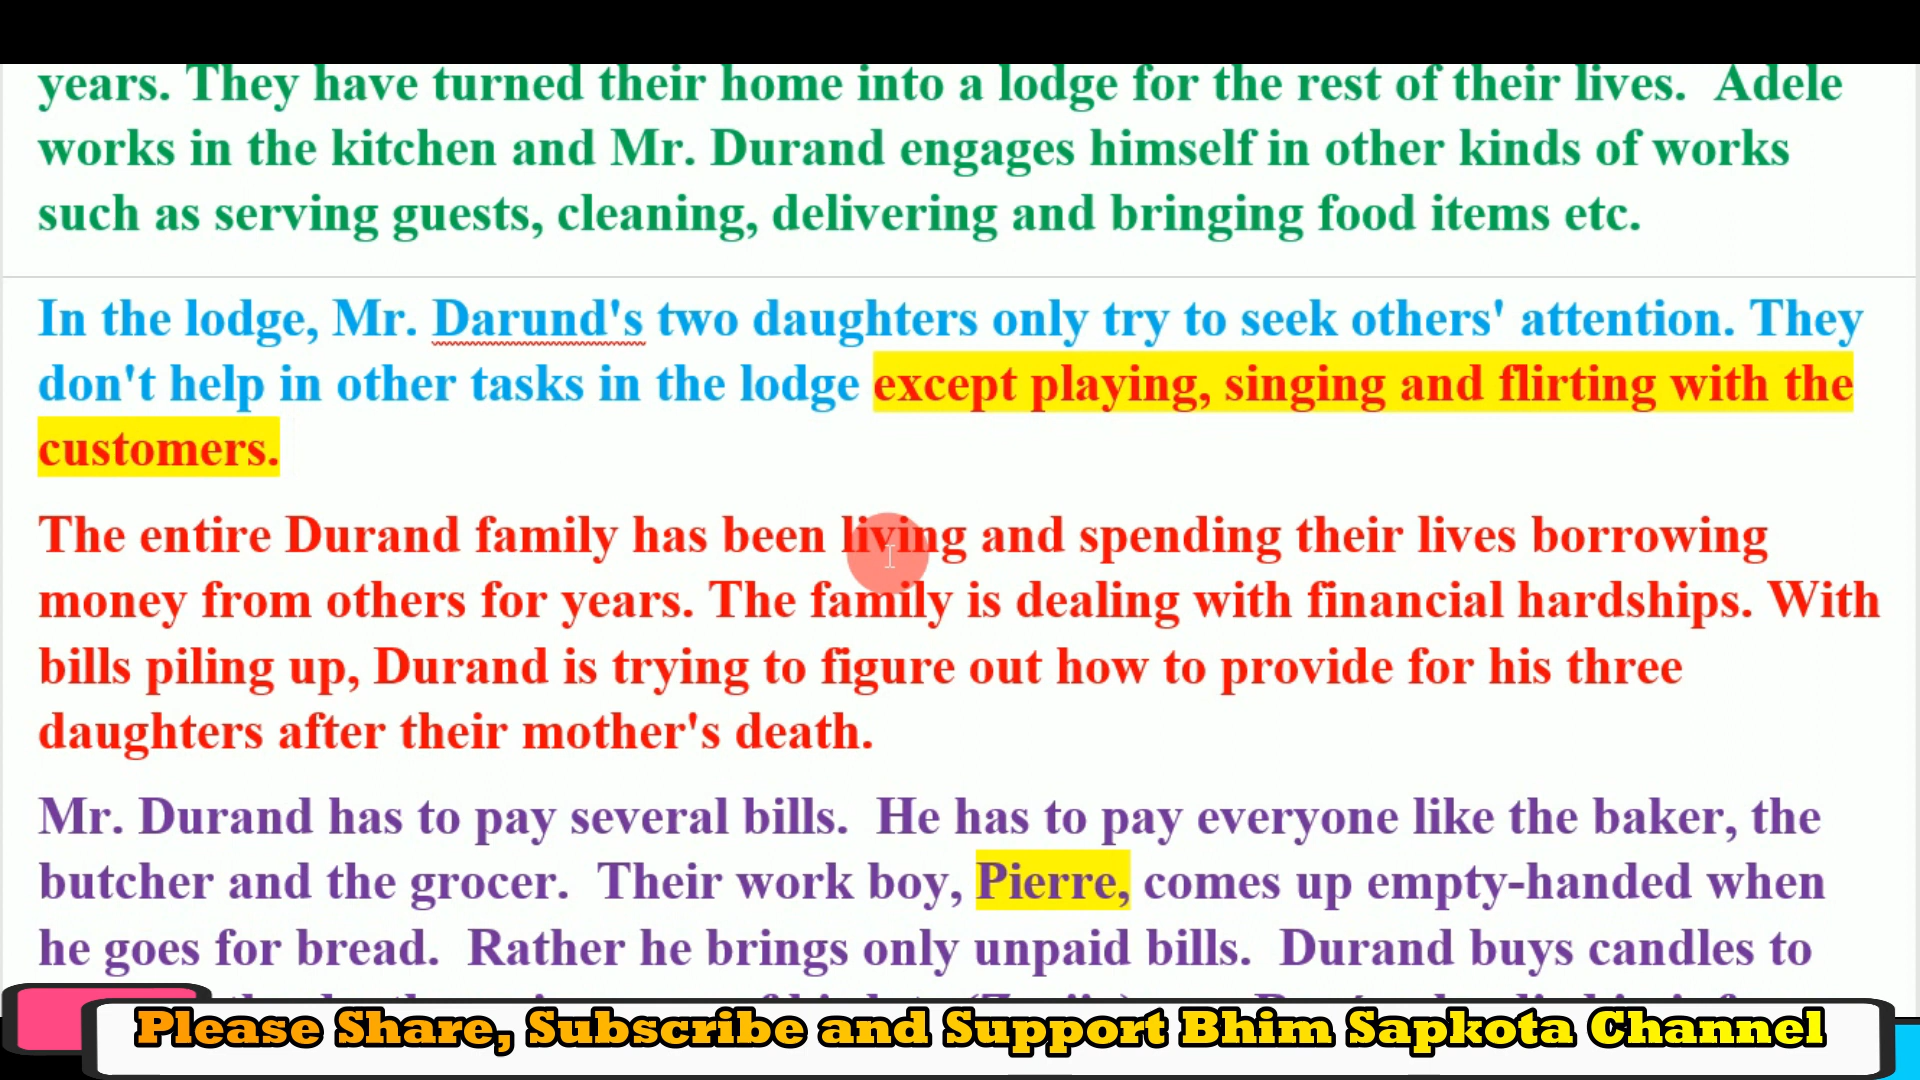 years. They have turned their home into a lodge for the rest of their lives. Adele
works in the kitchen and Mr. Durand engages himself in other kinds of works
such as serving guests, cleaning, delivering and bringing food items etc.
In the lodge, Mr. Darund's two daughters only try to seek others' attention. They
don't help in other tasks in the lodge except playing, singing and flirting with the
customers.
The entire Durand family has been living and spending their lives borrowing
money from others for years. The family is dealing with financial hardships. With
bills piling up, Durand is trying to figure out how to provide for his three
daughters after their mother's death.
Mr. Durand has to pay several bills. He has to pay everyone like the baker, the
butcher and the grocer. Their work boy, Pierre, comes up empty-handed when
he goes for bread. Rather he brings only unpaid bills. Durand buys candles to
Please Share, Subscribe and Support Bhim Sapkota Channel